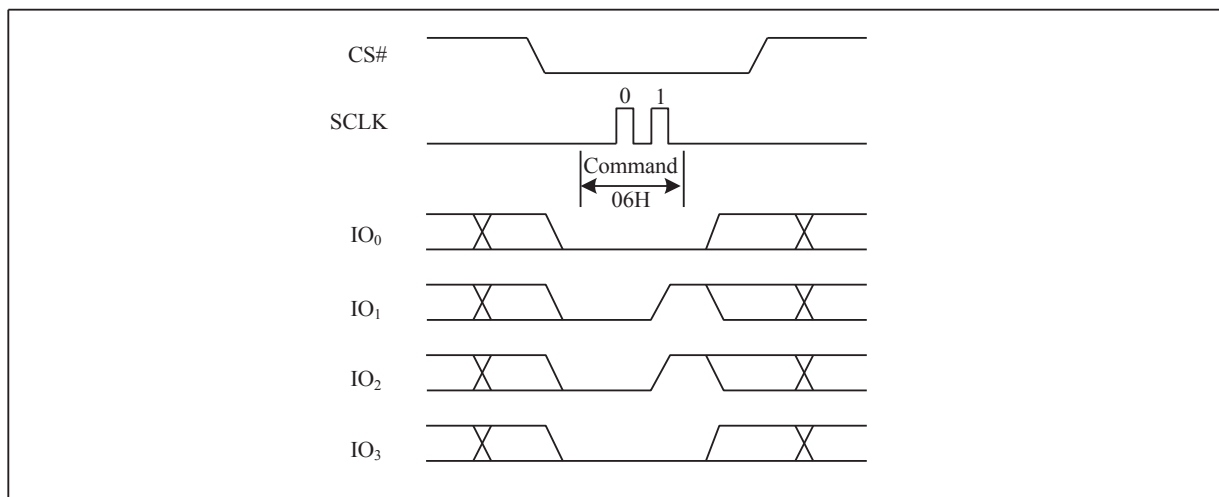 CS#
0 1
SCLK
Command
06H
IO₀
IO₁
IO₂
IO₃